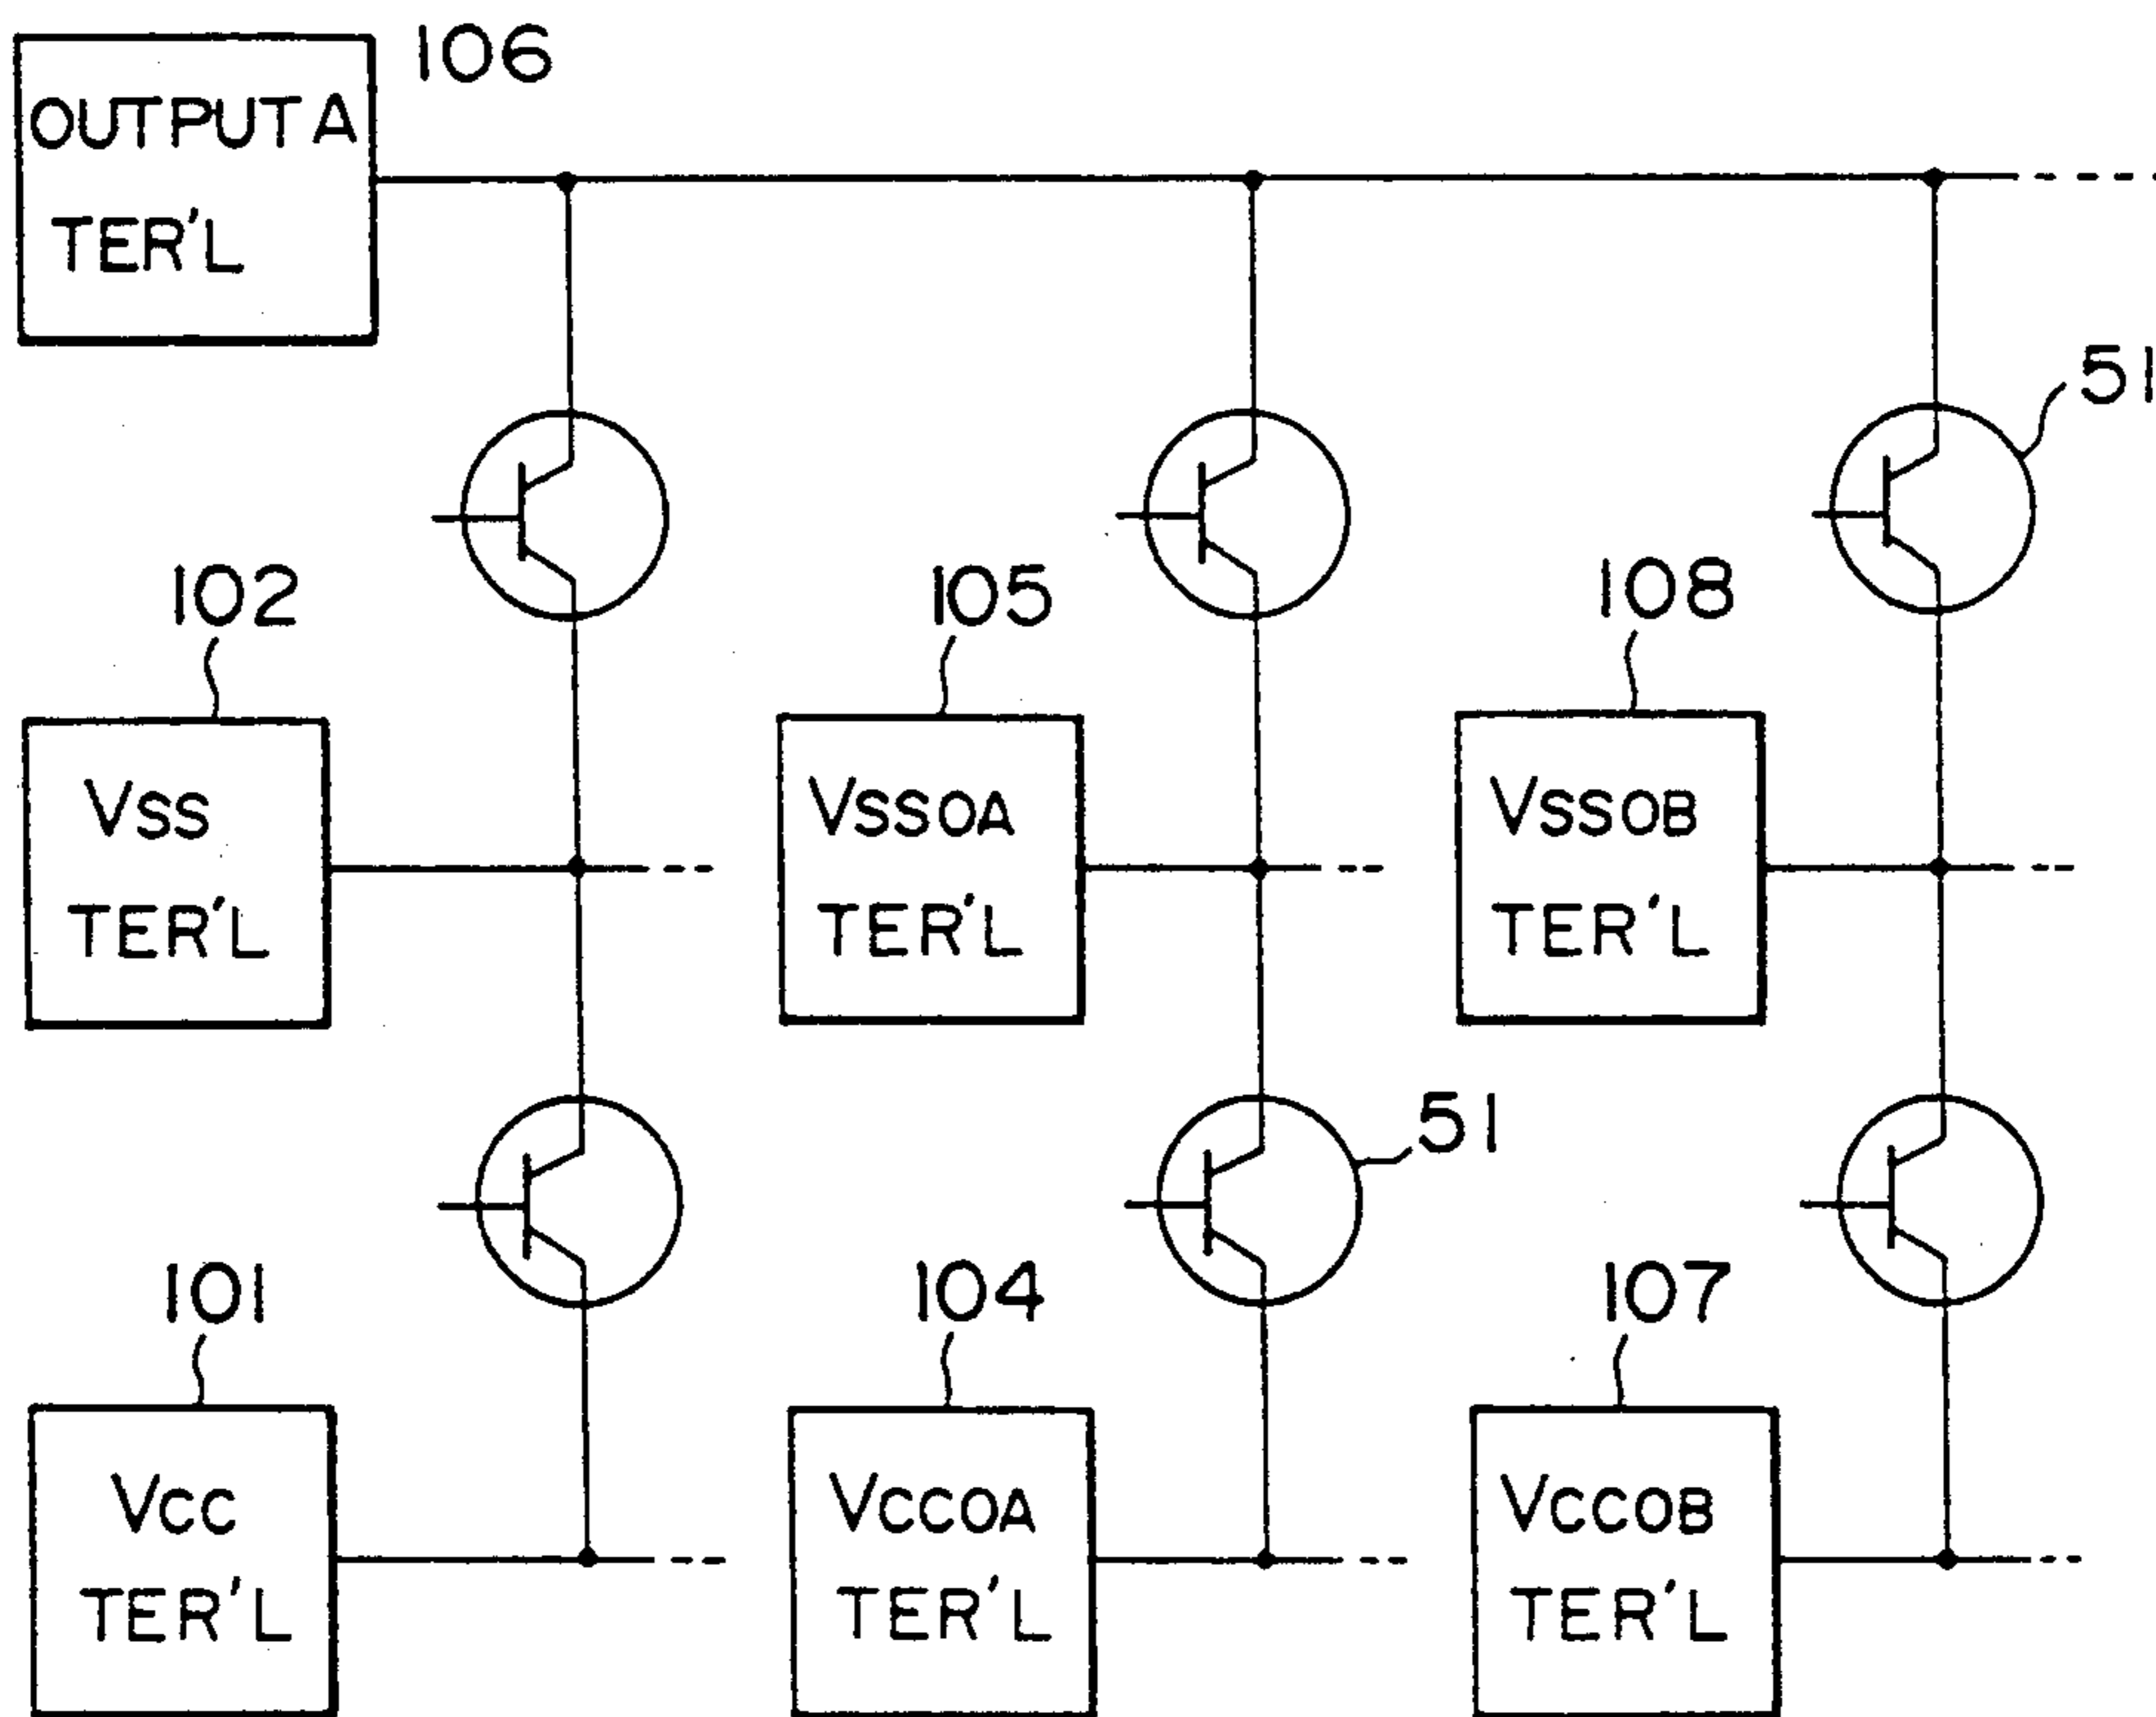 106
OUTPUT A
TER'L
51
102
105
108
VSS
TER'L
VSSOA
TER'L
VSSOB
TER'L
51
101
104
107
VCC
TER'L
VCCOA
TER'L
VCCOB
TER'L